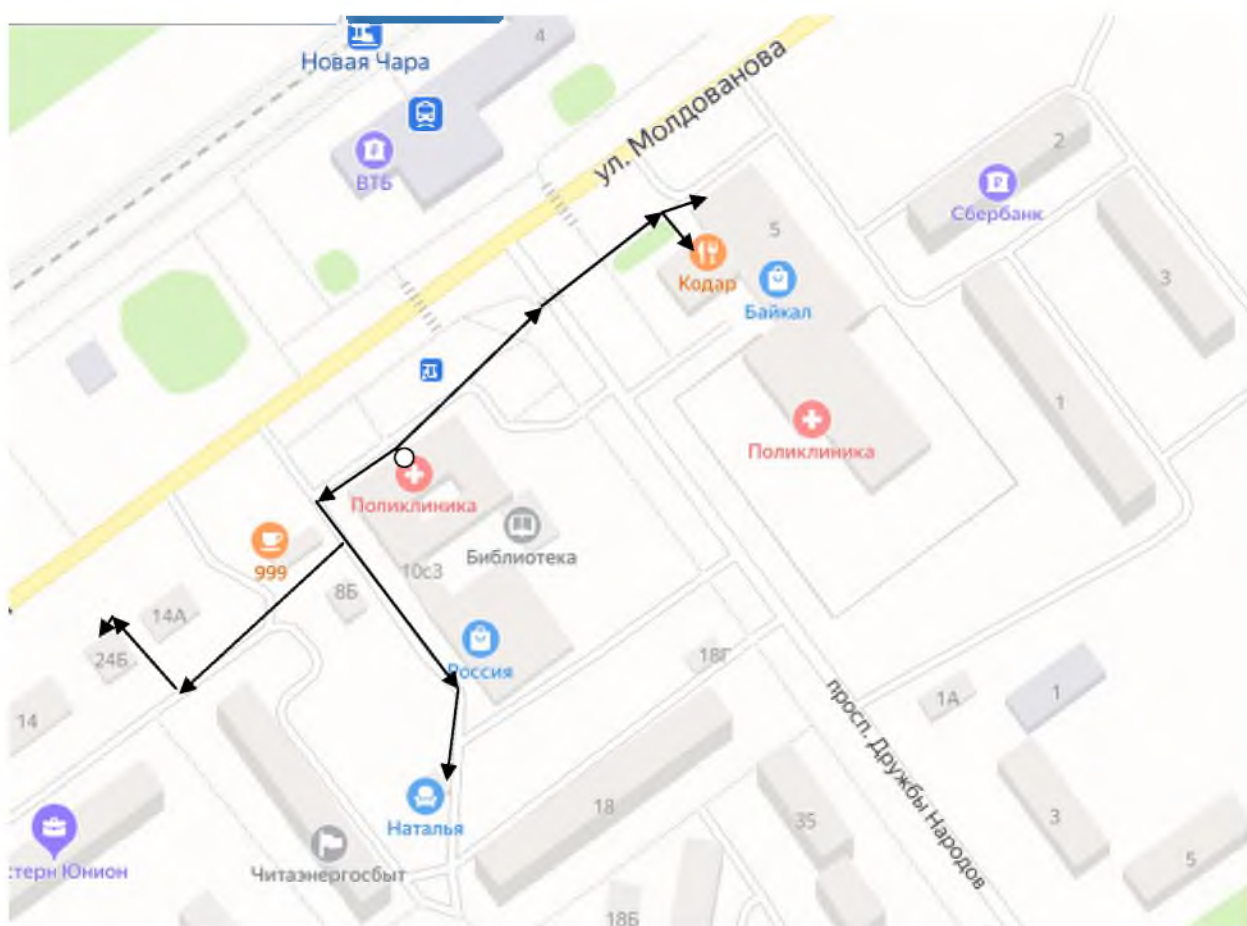 4
Новая Чара
ул. Молдованова
ВТБ
2
Сбербанк
5
3
Кодар
Байкал
1
Поликлиника
Поликлиника
Библиотека
999
10с3
8Б
14А
24Б
Россия
18Г
14
1А
1
просп. Дружбы Народов
Наталья
18
35
3
5
стерн Юнион
Читаэнергосбыт
18Б